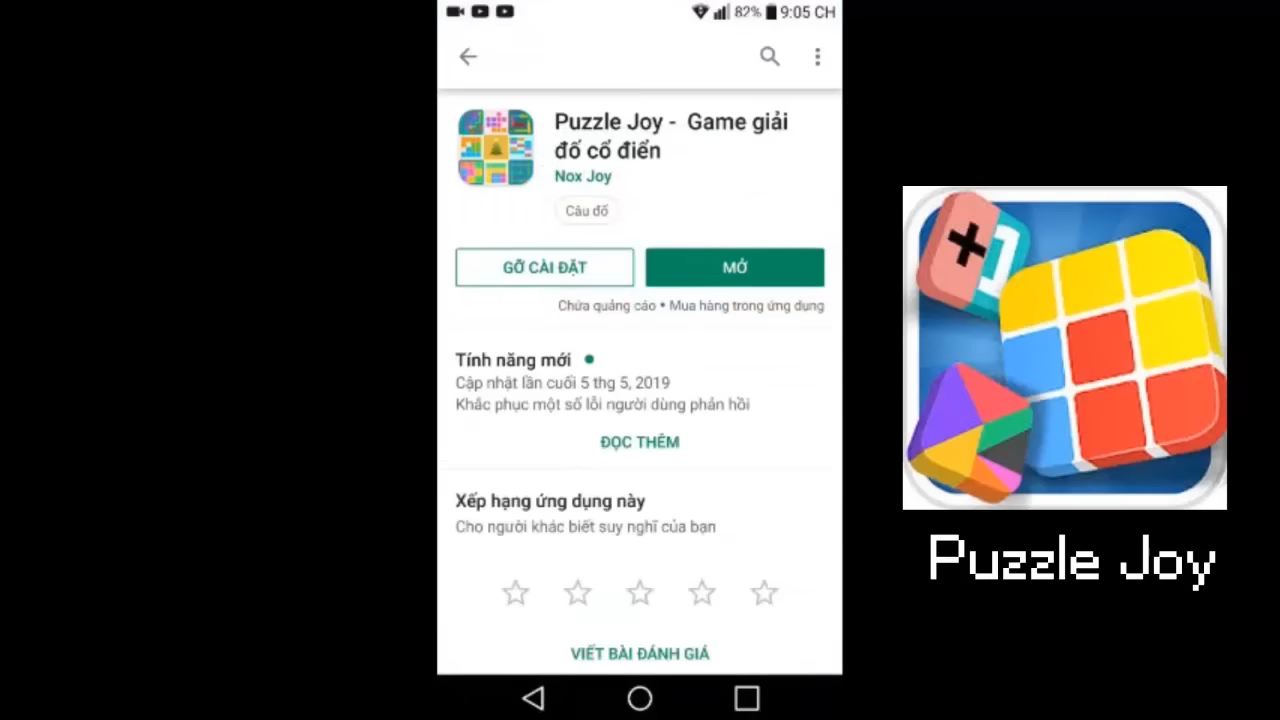 82% 9:05 CH
Puzzle Joy - Game giải
đố cổ điển
Nox Joy
Câu đố
GỠ CÀI ĐẶT
MỞ
Chứa quảng cáo • Mua hàng trong ứng dụng
Tính năng mới
Cập nhật lần cuối 5 thg 5, 2019
Khắc phục một số lỗi người dùng phản hồi
ĐỌC THÊM
Xếp hạng ứng dụng này
Cho người khác biết suy nghĩ của bạn
VIẾT BÀI ĐÁNH GIÁ
Puzzle Joy